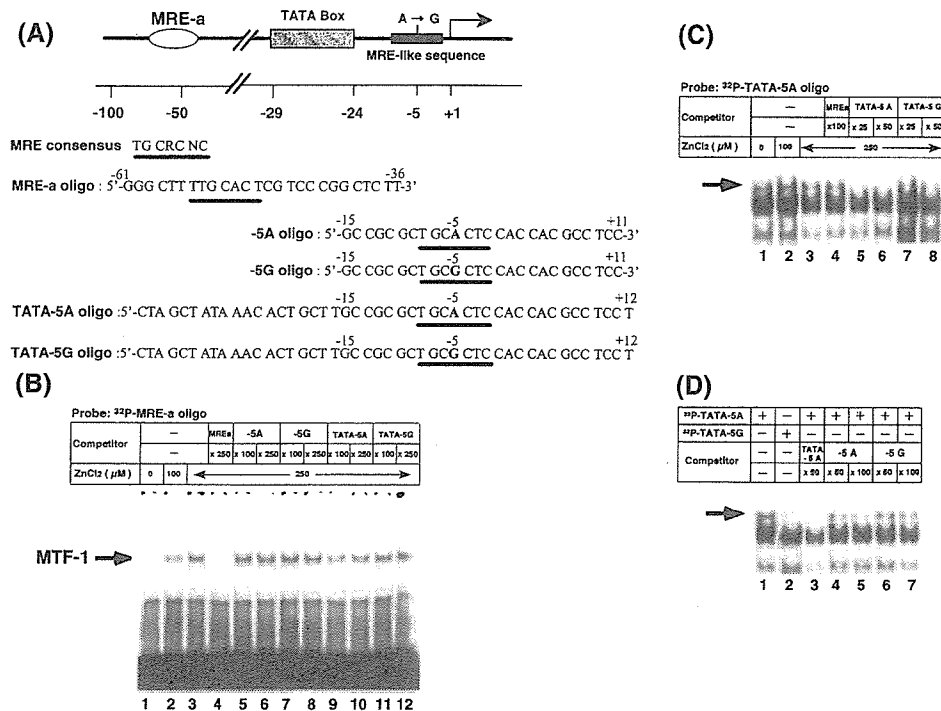 (A)
MRE-a
TATA Box
A → G
MRE-like sequence
-100 -50 -29 -24 -5 +1
MRE consensus TGCRCNC
-61 -36
MRE-a oligo : 5'-GGG CTT TTG CAC TCG TCC CGG CTC TT-3'
-15 -5 +11
-5A oligo : 5'-GC CGC GCT GCA CTC CAC CAC GCC TCC-3'
-15 -5 +11
-5G oligo : 5'-GC CGC GCT GCG CTC CAC CAC GCC TCC-3'
-15 -5 +12
TATA-5A oligo :5'-CTA GCT ATA AAC ACT GCT TGC CGC GCT GCA CTC CAC CAC GCC TCC T
-15 -5 +12
TATA-5G oligo :5'-CTA GCT ATA AAC ACT GCT TGC CGC GCT GCG CTC CAC CAC GCC TCC T
(B)
Probe: ³²P-MRE-a oligo
Competitor – MREa -5A -5G TATA-5A TATA-5G
– x 250 x 100 x 250 x 100 x 250 x 100 x 250 x 100 x 250
ZnCl₂ ( μM ) 0 100 250
MTF-1
1 2 3 4 5 6 7 8 9 10 11 12
(C)
Probe: ³²P-TATA-5A oligo
Competitor – MREa TATA-5 A TATA-5 G
– x100 x 25 x 50 x 25 x 50
ZnCl₂ ( μM ) 0 100 250
1 2 3 4 5 6 7 8
(D)
³²P-TATA-5A + – + + + + +
³²P-TATA-5G – + – – – – –
Competitor – – TATA -5 A -5 A -5 G
– – x 50 x 50 x 100 x 50 x 100
1 2 3 4 5 6 7